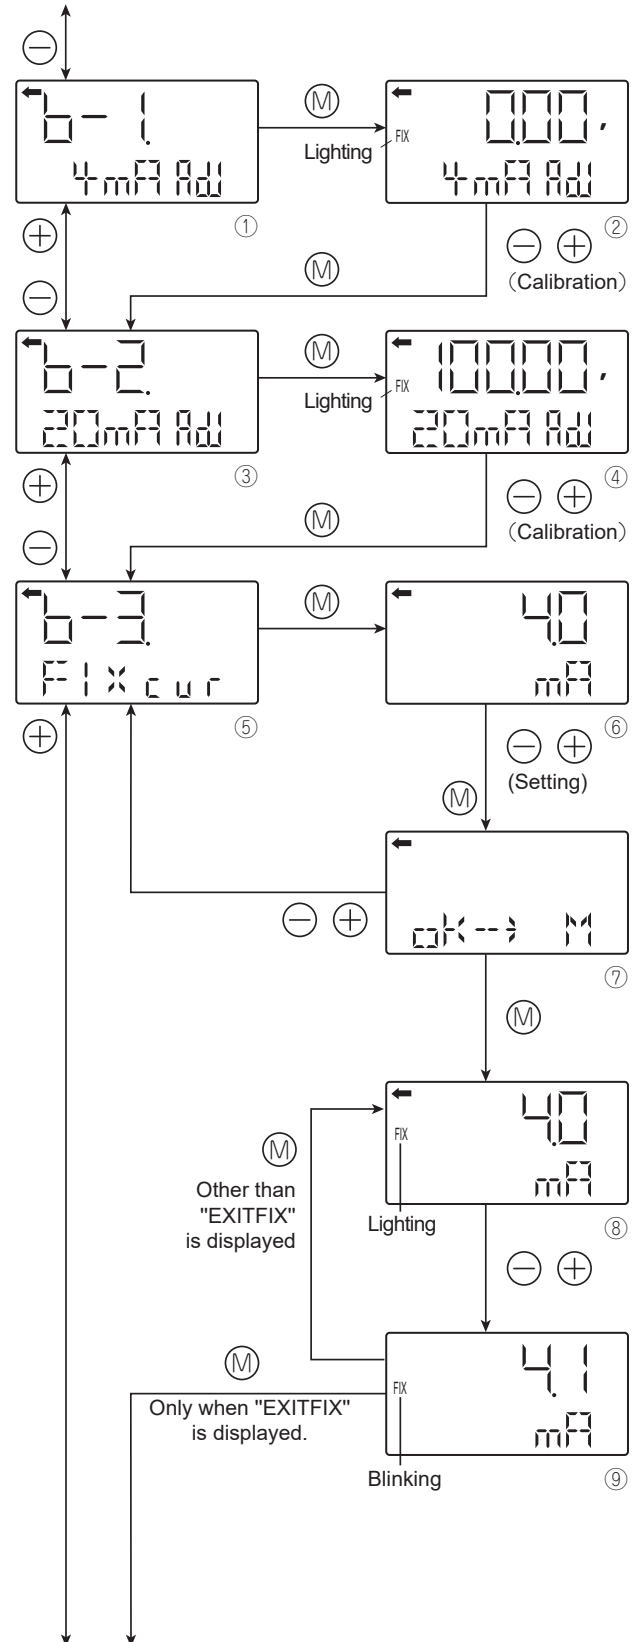 −
b-1.
4mA Adj
①
M
Lighting
FIX
0.00,
4mA Adj
②
+
−
M
− +
(Calibration)
b-2.
20mA Adj
③
M
Lighting
FIX
100.00,
20mA Adj
④
+
−
M
− +
(Calibration)
b-3.
FIXcur
⑤
M
4.0
mA
⑥
+
− +
(Setting)
M
oK--→ M
⑦
− +
M
4.0
FIX
mA
Lighting
⑧
M
Other than
"EXITFIX"
is displayed
− +
4.1
FIX
mA
Blinking
⑨
M
Only when "EXITFIX"
is displayed.